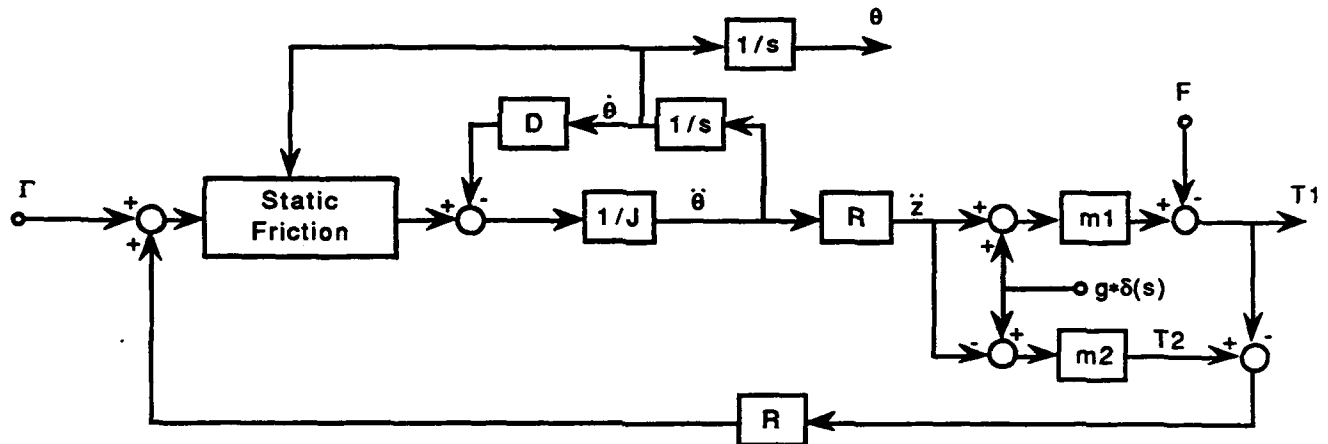 θ
1/s
D
θ̇
1/s
F
Γ
+
+
Static
Friction
+
-
1/J
θ̈
R
z̈
+
+
m1
+
-
T1
g*δ(s)
-
+
m2
T2
+
-
R